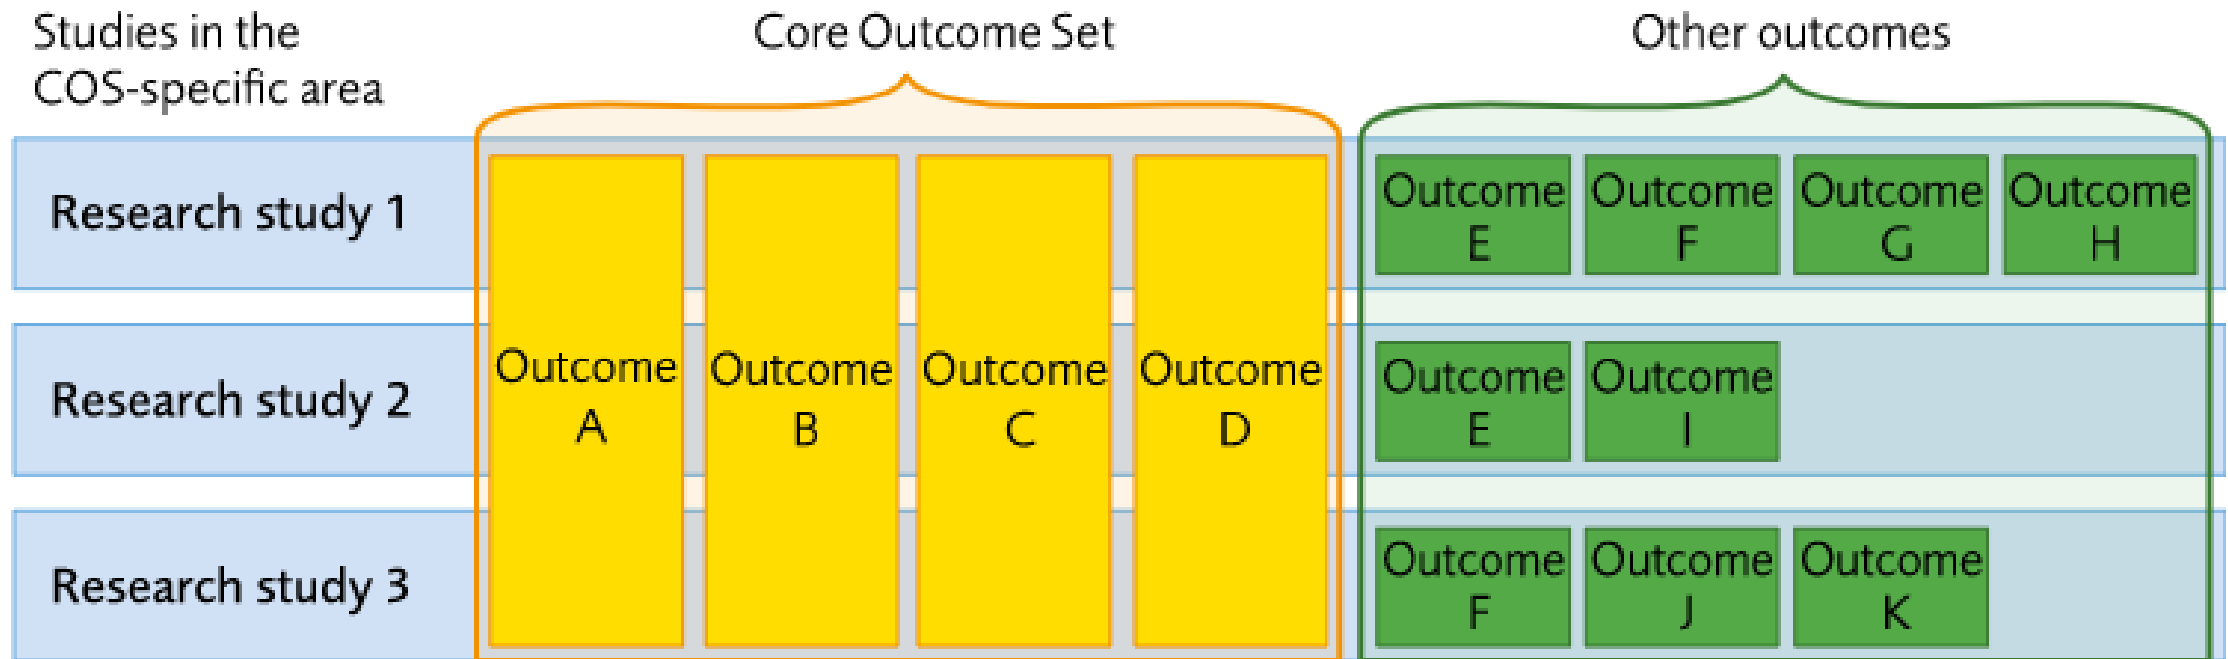 Studies in the
COS-specific area
Core Outcome Set
Other outcomes
Research study 1
Outcome
E
Outcome
F
Outcome
G
Outcome
H
Research study 2
Outcome
A
Outcome
B
Outcome
C
Outcome
D
Outcome
E
Outcome
I
Research study 3
Outcome
F
Outcome
J
Outcome
K